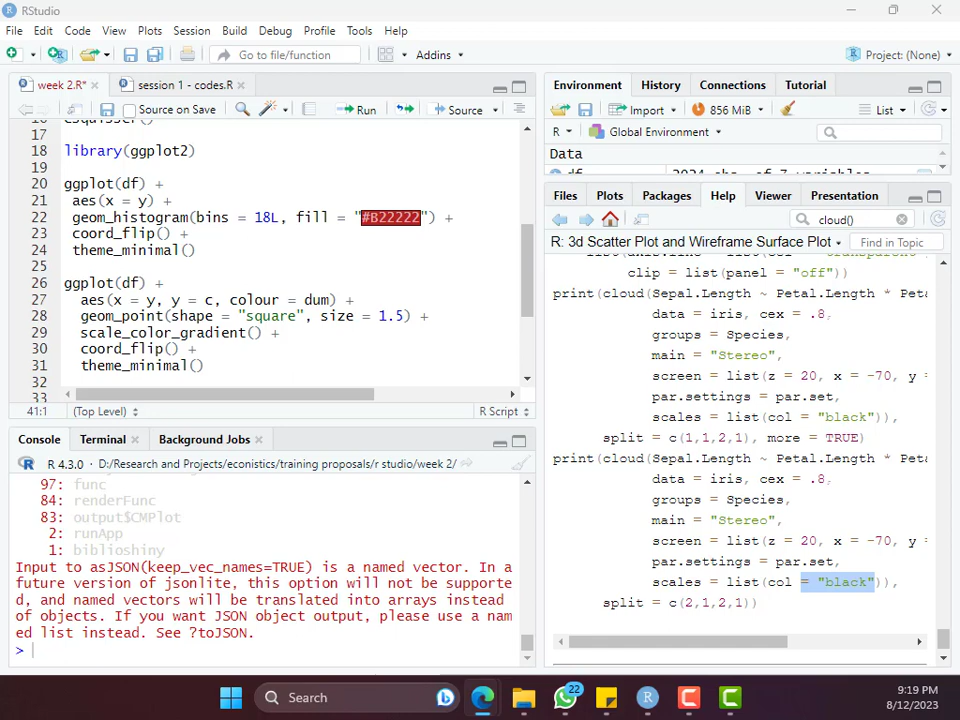 RStudio
File Edit Code View Plots Session Build Debug Profile Tools Help
Go to file/function Addins Project: (None)
week 2.R* session 1 - codes.R
Source on Save Run Source
17
18 library(ggplot2)
19
20 ggplot(df) +
21 aes(x = y) +
22 geom_histogram(bins = 18L, fill = "#B22222") +
23 coord_flip() +
24 theme_minimal()
25
26 ggplot(df) +
27 aes(x = y, y = c, colour = dum) +
28 geom_point(shape = "square", size = 1.5) +
29 scale_color_gradient() +
30 coord_flip() +
31 theme_minimal()
32
33
41:1 (Top Level) R Script
Console Terminal Background Jobs
R 4.3.0 · D:/Research and Projects/econistics/training proposals/r studio/week 2/
97: func
84: renderFunc
83: output$CMPlot
2: runApp
1: biblioshiny
Input to asJSON(keep_vec_names=TRUE) is a named vector. In a
future version of jsonlite, this option will not be supporte
d, and named vectors will be translated into arrays instead
of objects. If you want JSON object output, please use a nam
ed list instead. See ?toJSON.
>
Environment History Connections Tutorial
Import 856 MiB List
R Global Environment
Data
Files Plots Packages Help Viewer Presentation
cloud()
R: 3d Scatter Plot and Wireframe Surface Plot Find in Topic
clip = list(panel = "off"))
print(cloud(Sepal.Length ~ Petal.Length * Peta
data = iris, cex = .8,
groups = Species,
main = "Stereo",
screen = list(z = 20, x = -70, y =
par.settings = par.set,
scales = list(col = "black")),
split = c(1,1,2,1), more = TRUE)
print(cloud(Sepal.Length ~ Petal.Length * Peta
data = iris, cex = .8,
groups = Species,
main = "Stereo",
screen = list(z = 20, x = -70, y =
par.settings = par.set,
scales = list(col = "black")),
split = c(2,1,2,1))
Search
22
9:19 PM
8/12/2023